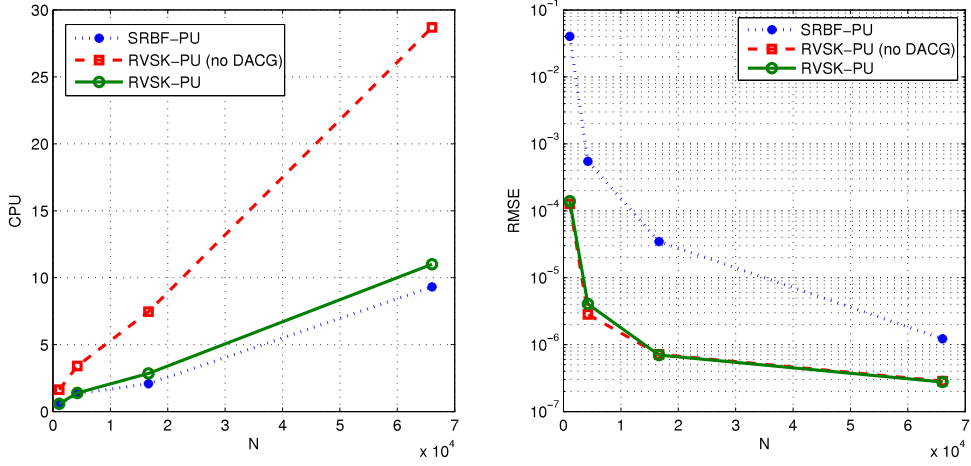 30
25
20
15
10
5
0
CPU
SRBF−PU
RVSK−PU (no DACG)
RVSK−PU
0 1 2 3 4 5 6 7
N
x 10^4
10^−1
10^−2
10^−3
10^−4
10^−5
10^−6
10^−7
RMSE
SRBF−PU
RVSK−PU (no DACG)
RVSK−PU
0 1 2 3 4 5 6 7
N
x 10^4